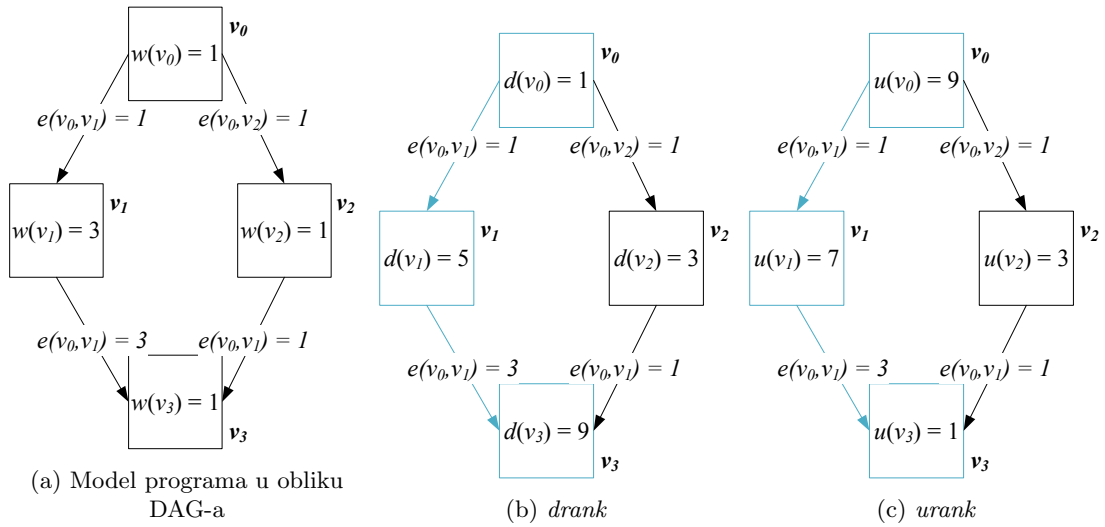 v₀
w(v₀) = 1
e(v₀,v₁) = 1
e(v₀,v₂) = 1
v₁
w(v₁) = 3
v₂
w(v₂) = 1
e(v₀,v₁) = 3
e(v₀,v₁) = 1
w(v₃) = 1
v₃
(a) Model programa u obliku
DAG-a
v₀
d(v₀) = 1
e(v₀,v₁) = 1
e(v₀,v₂) = 1
v₁
d(v₁) = 5
v₂
d(v₂) = 3
e(v₀,v₁) = 3
e(v₀,v₁) = 1
d(v₃) = 9
v₃
(b) drank
v₀
u(v₀) = 9
e(v₀,v₁) = 1
e(v₀,v₂) = 1
v₁
u(v₁) = 7
v₂
u(v₂) = 3
e(v₀,v₁) = 3
e(v₀,v₁) = 1
u(v₃) = 1
v₃
(c) urank